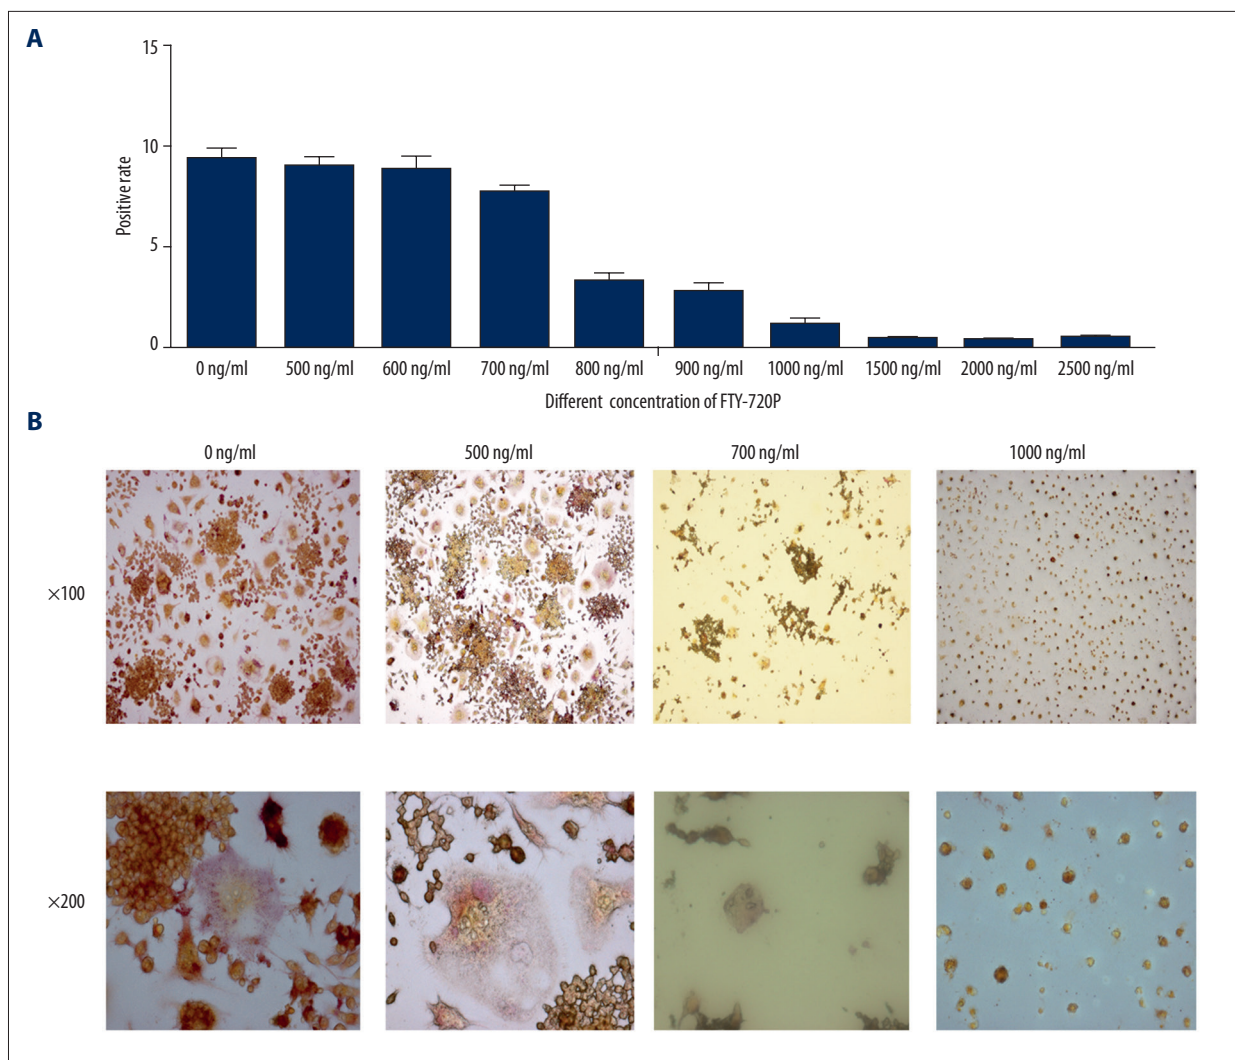 A
15
10
5
0
Positive rate
0 ng/ml 500 ng/ml 600 ng/ml 700 ng/ml 800 ng/ml 900 ng/ml 1000 ng/ml 1500 ng/ml 2000 ng/ml 2500 ng/ml
Different concentration of FTY-720P
B
0 ng/ml 500 ng/ml 700 ng/ml 1000 ng/ml
×100
×200